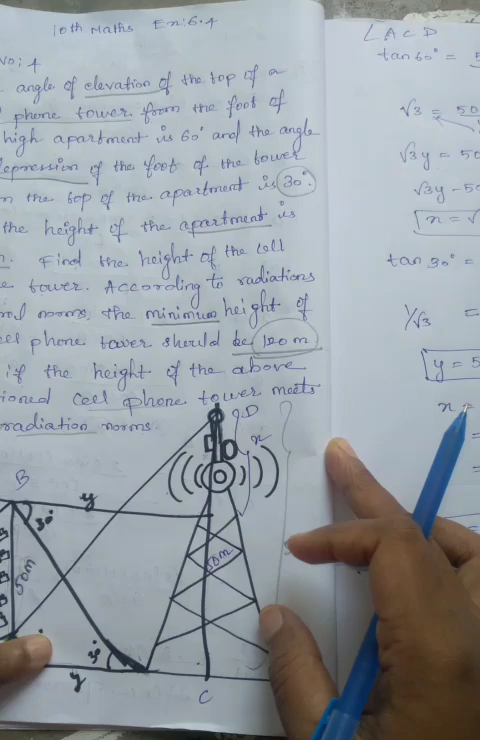 10th Maths Ex: 6.4
No: 4
angle of elevation of the top of a
phone tower from the foot of
high apartment is 60° and the angle
depression of the foot of the tower
the top of the apartment is 30°.
the height of the apartment is
Find the height of the cell
tower. According to radiations
norms, the minimum height of
phone tower should be 120 m
if the height of the above
cell phone tower meets
radiation norms.
D
x
B
y
30°
50m
50m
y
C
∠ACD
tan 60° =
√3 = 50
√3y = 50
√3y - 50
x = √
tan 30° =
1/√3 =
y = 5
x =
=
=